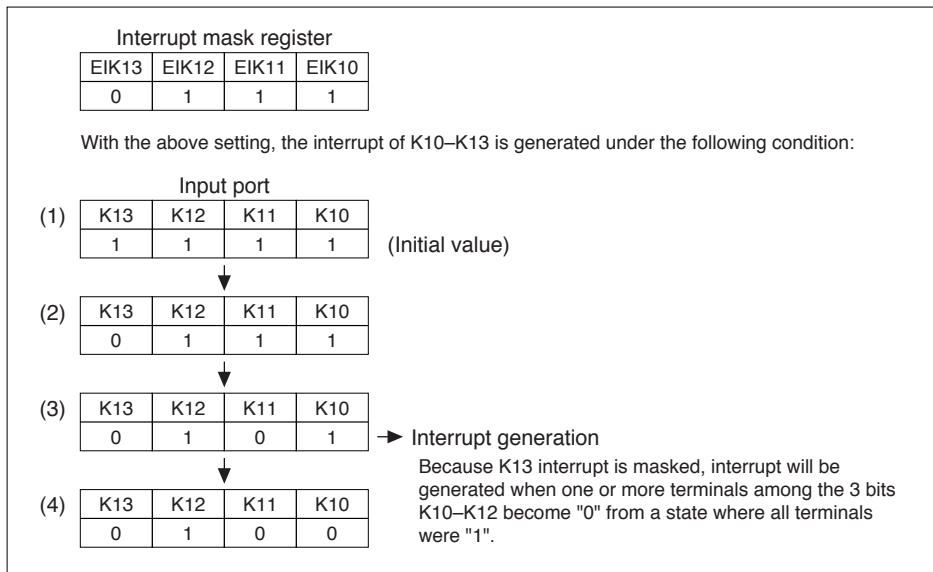 Interrupt mask register
EIK13 EIK12 EIK11 EIK10
0 1 1 1
With the above setting, the interrupt of K10–K13 is generated under the following condition:
Input port
(1) K13 K12 K11 K10
1 1 1 1 (Initial value)
(2) K13 K12 K11 K10
0 1 1 1
(3) K13 K12 K11 K10
0 1 0 1 Interrupt generation
Because K13 interrupt is masked, interrupt will be
generated when one or more terminals among the 3 bits
K10–K12 become "0" from a state where all terminals
were "1".
(4) K13 K12 K11 K10
0 1 0 0